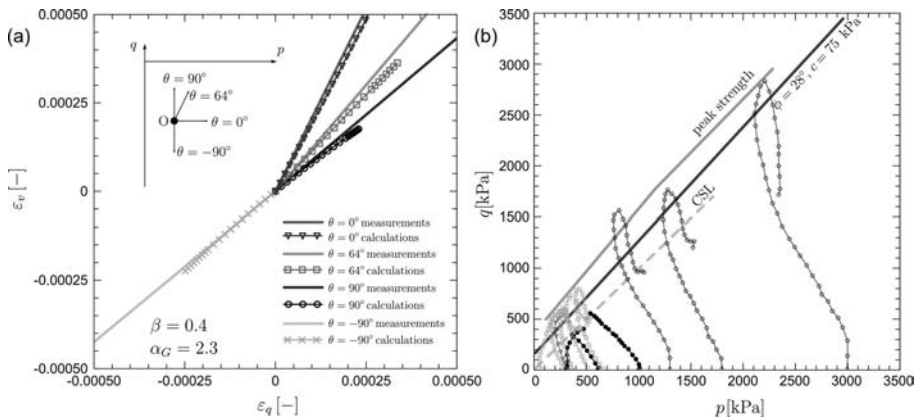 (a)
0.00050
0.00025
0
-0.00025
-0.00050
εv [−]
q
p
θ = 90°
θ = 64°
O
θ = 0°
θ = −90°
θ = 0° measurements
θ = 0° calculations
θ = 64° measurements
θ = 64° calculations
θ = 90° measurements
θ = 90° calculations
θ = −90° measurements
θ = −90° calculations
β = 0.4
αG = 2.3
-0.00050
-0.00025
0
0.00025
0.00050
εq [−]
(b)
3500
3000
2500
2000
1500
1000
500
0
q[kPa]
peak strength
ϕ = 28°, c = 75 kPa
CSL
0
500
1000
1500
2000
2500
3000
3500
p[kPa]